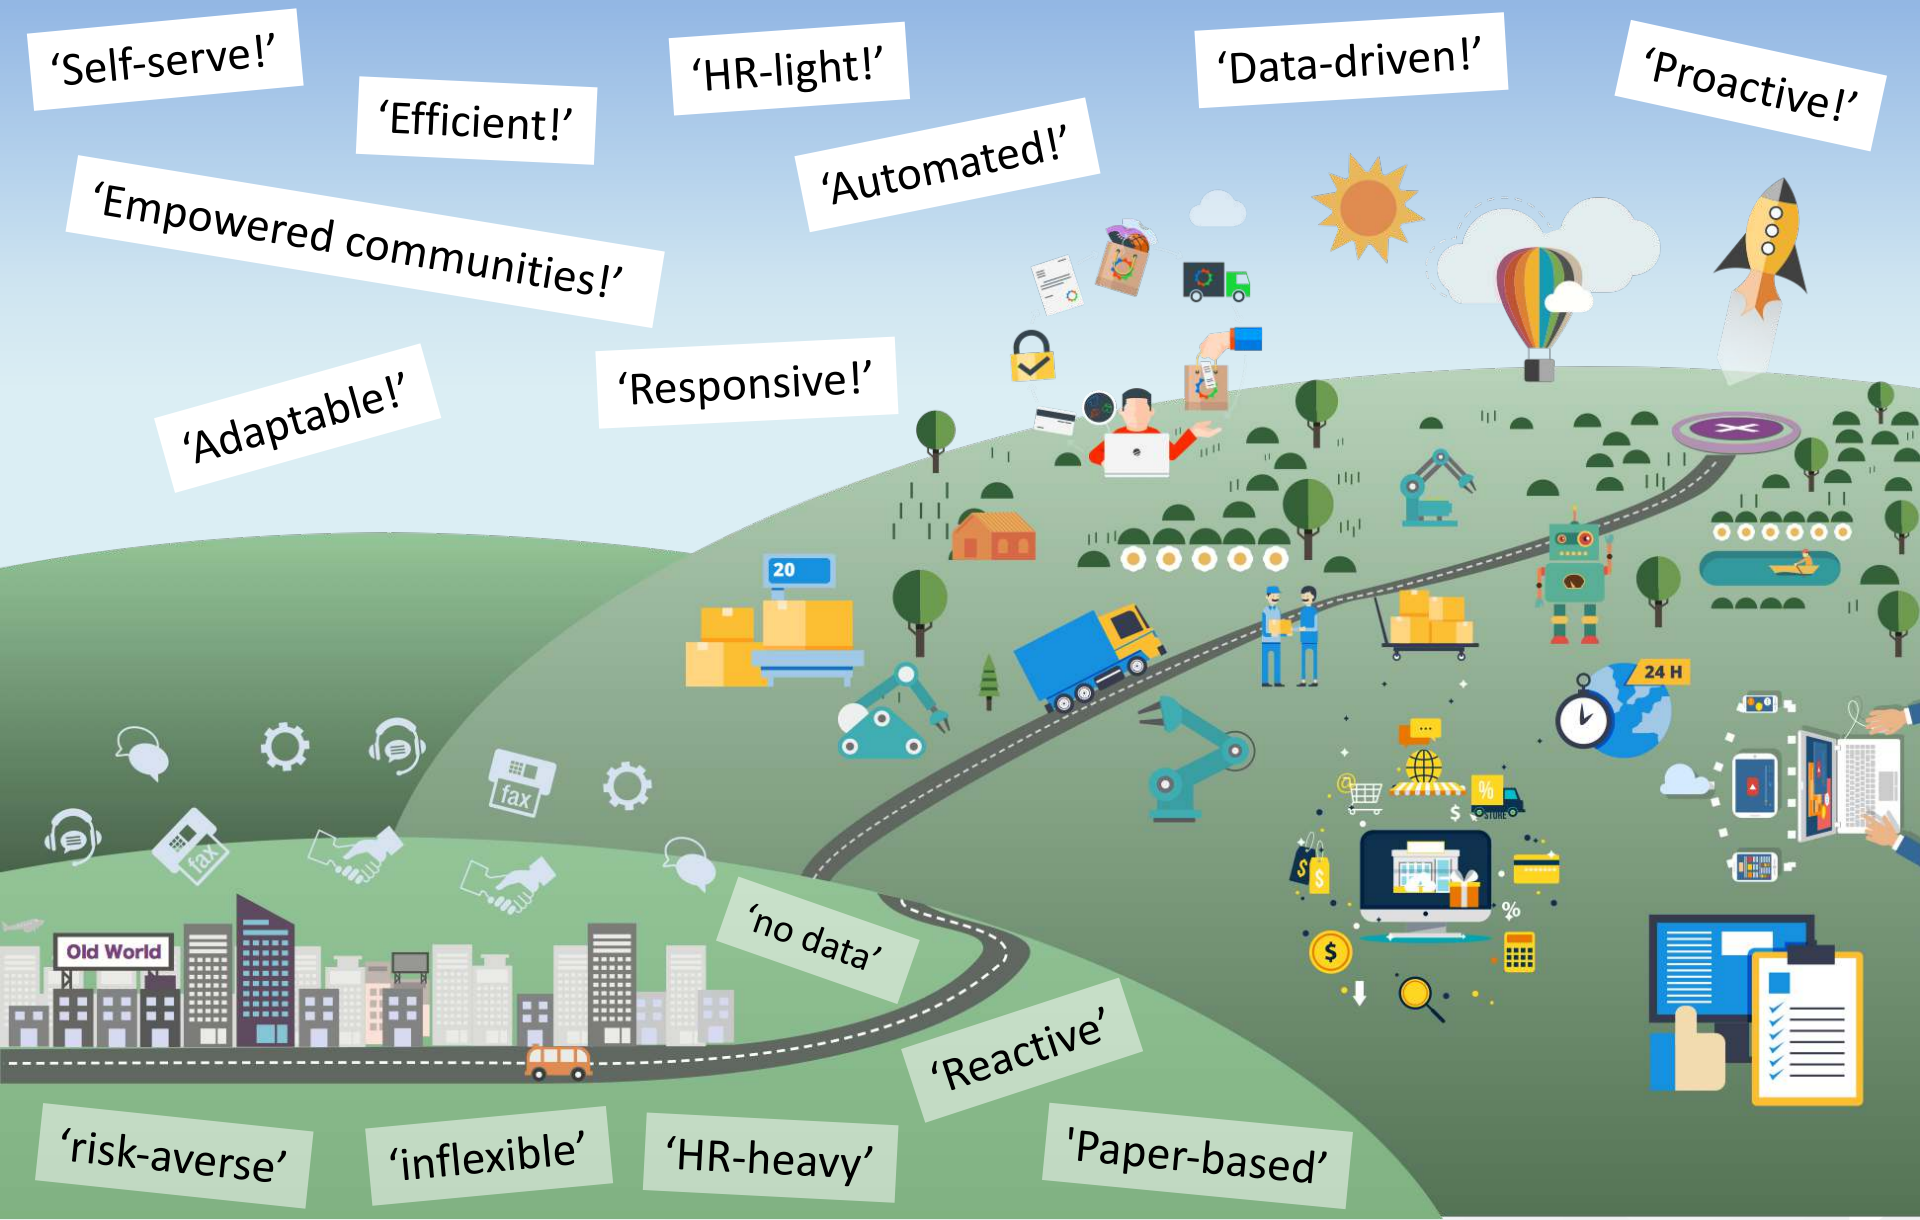 ‘Self-serve!’
‘Efficient!’
‘HR-light!’
‘Data-driven!’
‘Proactive!’
‘Automated!’
‘Empowered communities!’
‘Adaptable!’
‘Responsive!’
20
24 H
fax
fax
%
STORE
@
$
$
$
%
$
Old World
‘no data’
‘Reactive’
‘risk-averse’
‘inflexible’
‘HR-heavy’
'Paper-based’